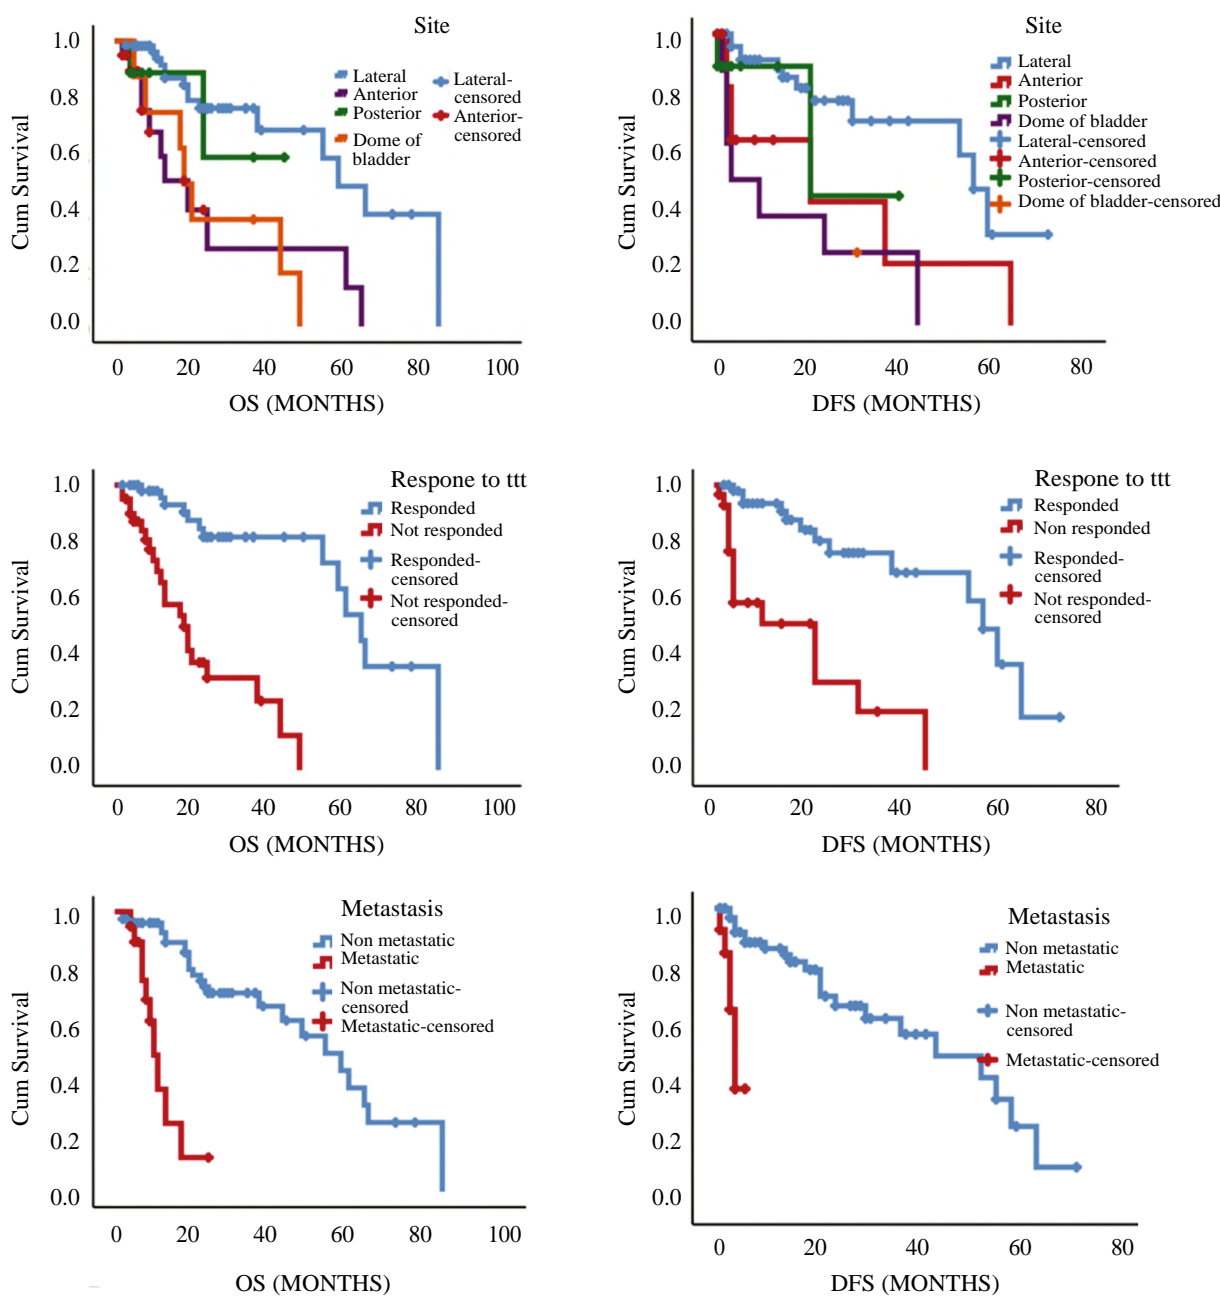 Site
Lateral
Anterior
Posterior
Dome of
bladder
Lateral-
censored
Anterior-
censored
Cum Survival
1.0
0.8
0.6
0.4
0.2
0.0
0 20 40 60 80 100
OS (MONTHS)
Site
Lateral
Anterior
Posterior
Dome of bladder
Lateral-censored
Anterior-censored
Posterior-censored
Dome of bladder-censored
Cum Survival
1.0
0.8
0.6
0.4
0.2
0.0
0 20 40 60 80
DFS (MONTHS)
Respone to ttt
Responded
Not responded
Responded-
censored
Not responded-
censored
Cum Survival
1.0
0.8
0.6
0.4
0.2
0.0
0 20 40 60 80 100
OS (MONTHS)
Respone to ttt
Responded
Non responded
Responded-
censored
Not responded-
censored
Cum Survival
1.0
0.8
0.6
0.4
0.2
0.0
0 20 40 60 80
DFS (MONTHS)
Metastasis
Non metastatic
Metastatic
Non metastatic-
censored
Metastatic-censored
Cum Survival
1.0
0.8
0.6
0.4
0.2
0.0
0 20 40 60 80 100
OS (MONTHS)
Metastasis
Non metastatic
Metastatic
Non metastatic-
censored
Metastatic-censored
Cum Survival
1.0
0.8
0.6
0.4
0.2
0.0
0 20 40 60 80
DFS (MONTHS)